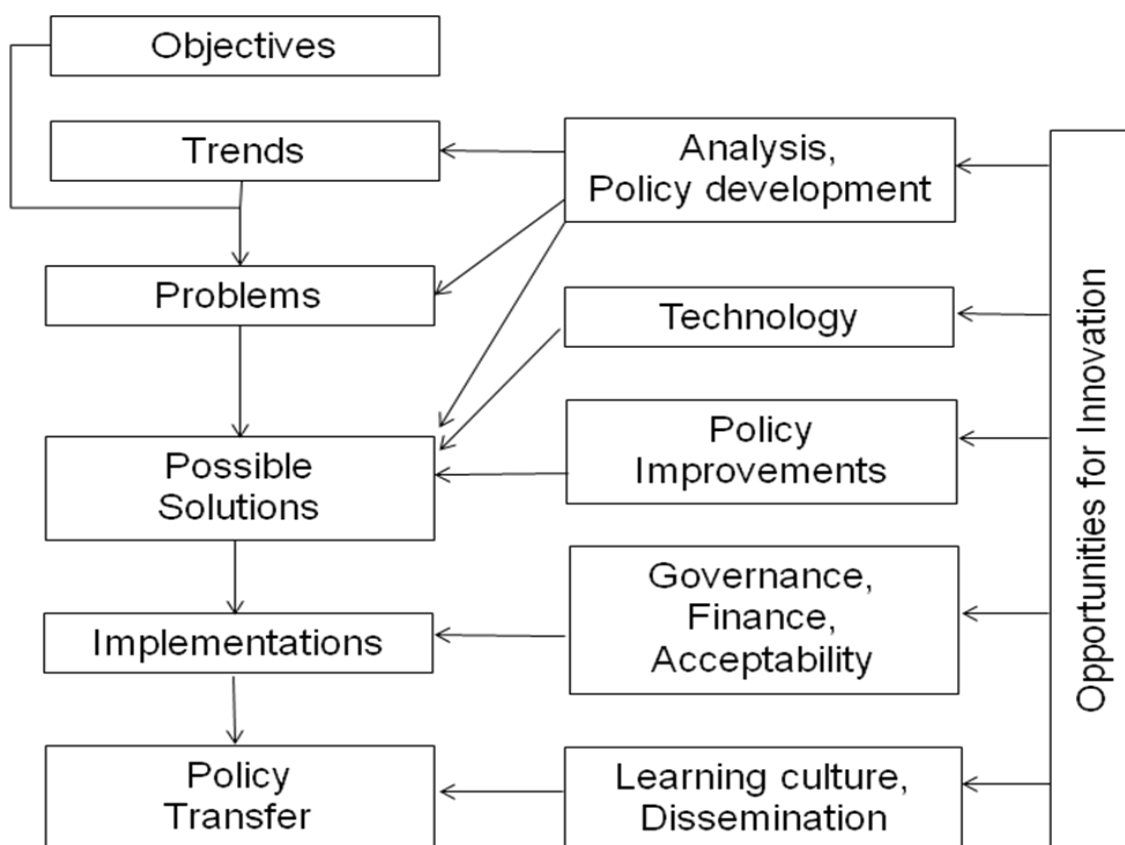 Objectives
Trends
Problems
Possible
Solutions
Implementations
Policy
Transfer
Analysis,
Policy development
Technology
Policy
Improvements
Governance,
Finance,
Acceptability
Learning culture,
Dissemination
Opportunities for Innovation